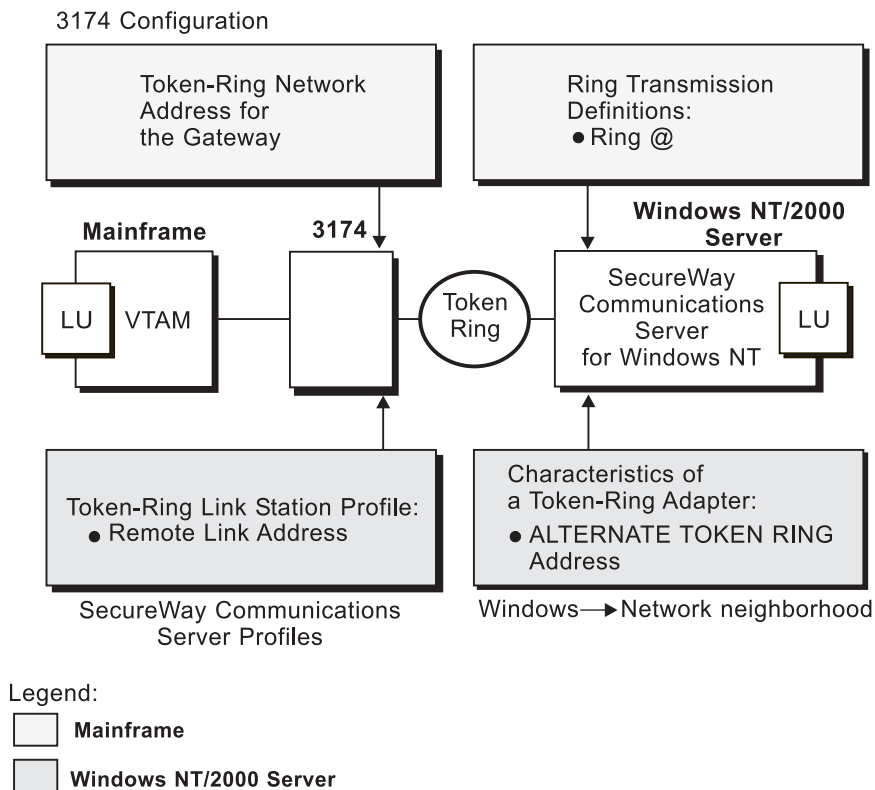 3174 Configuration
Token-Ring Network
Address for
the Gateway
Ring Transmission
Definitions:
● Ring @
Mainframe
3174
Windows NT/2000
Server
LU
VTAM
Token
Ring
SecureWay
Communications
Server
for Windows NT
LU
Token-Ring Link Station Profile:
● Remote Link Address
Characteristics of
a Token-Ring Adapter:
● ALTERNATE TOKEN RING
Address
SecureWay Communications
Server Profiles
Windows→Network neighborhood
Legend:
Mainframe
Windows NT/2000 Server